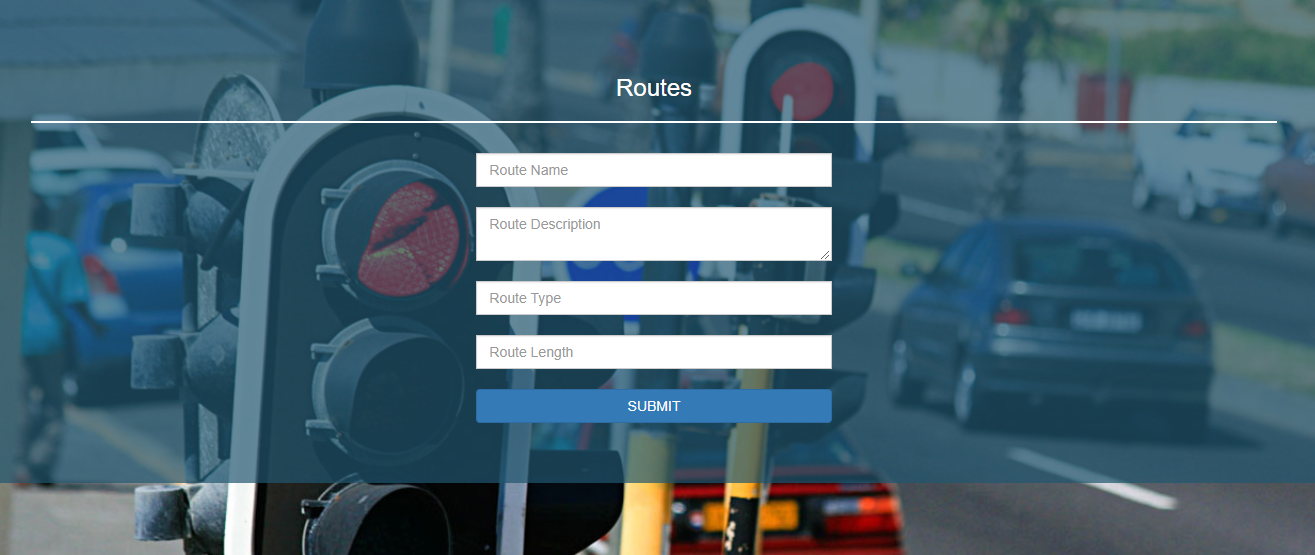 Routes
Route Name
Route Description
Route Type
Route Length
SUBMIT